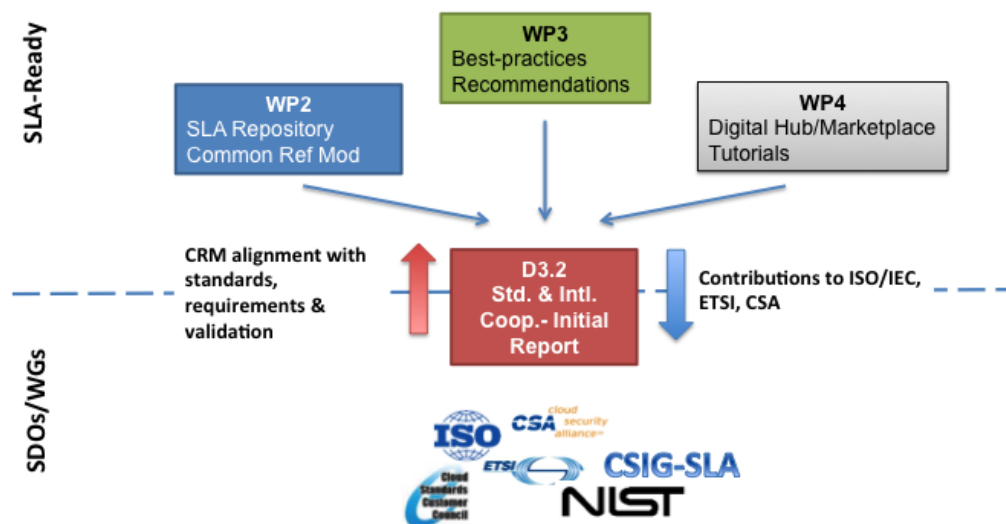 SLA-Ready
WP3
Best-practices
Recommendations
WP2
SLA Repository
Common Ref Mod
WP4
Digital Hub/Marketplace
Tutorials
CRM alignment with
standards,
requirements &
validation
D3.2
Std. & Intl.
Coop.- Initial
Report
Contributions to ISO/IEC,
ETSI, CSA
SDOs/WGs
ISO
CSA cloud
security
alliance
ETSI
CSIG-SLA
Cloud
Standards
Customer
Council
NIST